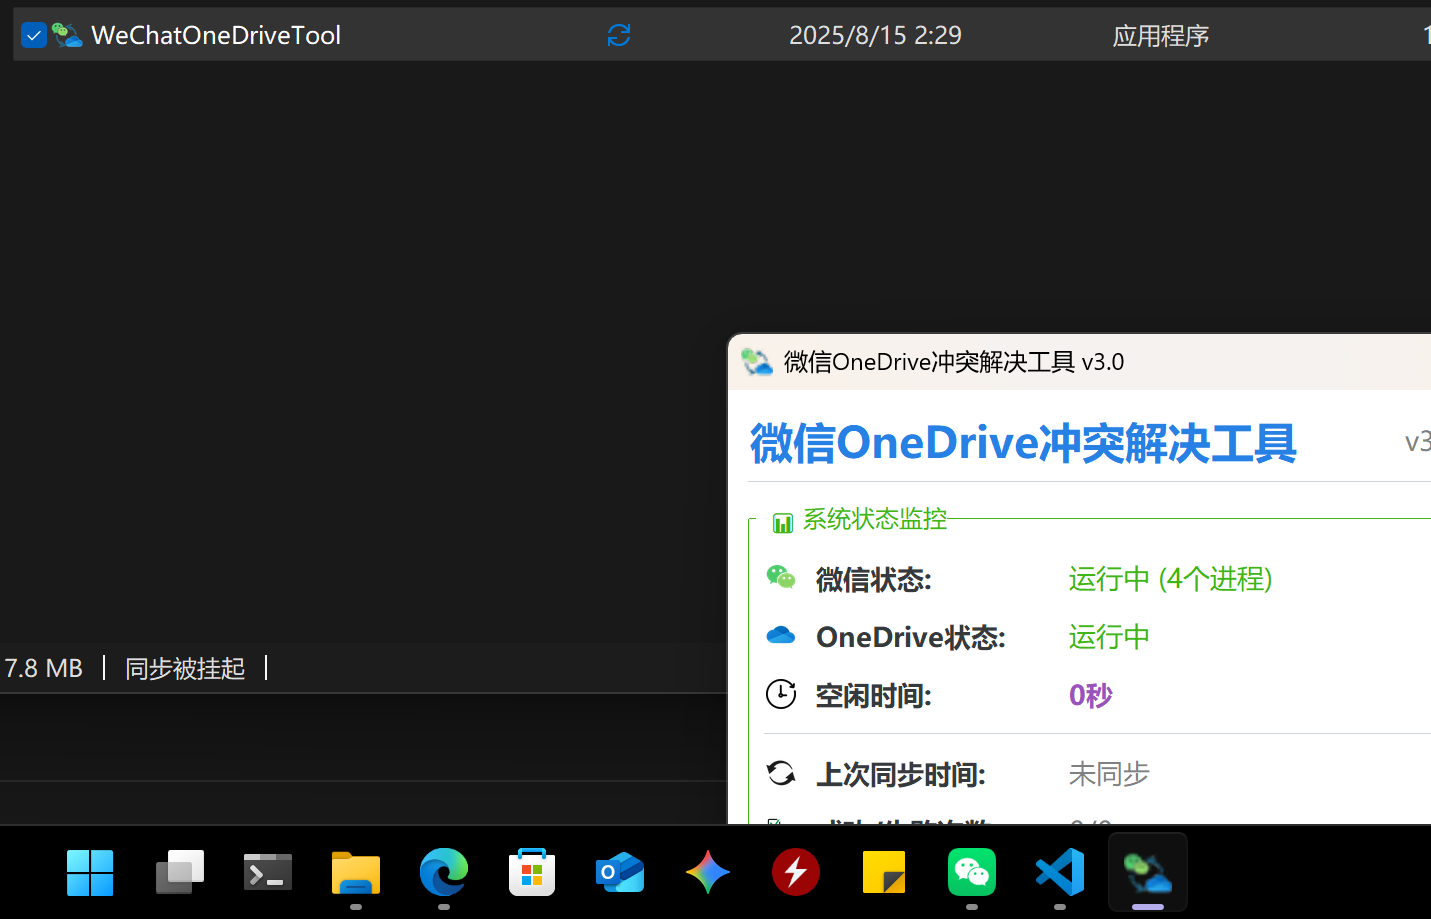 WeChatOneDriveTool 2025/8/15 2:29 应用程序
微信OneDrive冲突解决工具 v3.0
微信OneDrive冲突解决工具 v3
系统状态监控
微信状态: 运行中 (4个进程)
OneDrive状态: 运行中
7.8 MB 同步被挂起
空闲时间: 0秒
上次同步时间: 未同步